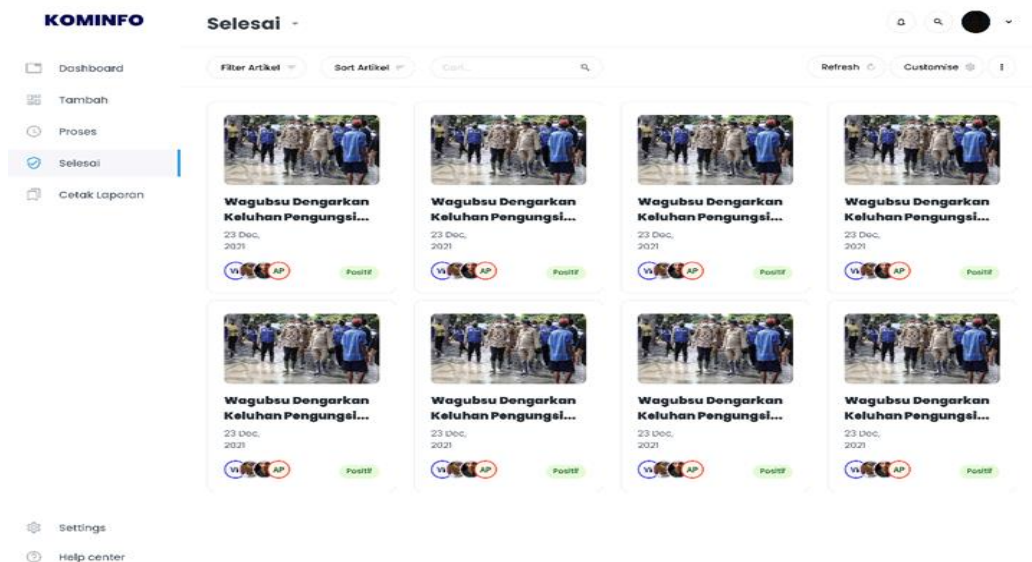 KOMINFO
Selesai
Dashboard
Tambah
Proses
Selesai
Cetak Laporan
Settings
Help center
Filter Artikel
Sort Artikel
Cari...
Refresh
Customise
Wagubsu Dengarkan
Keluhan Pengungsi...
23 Dec,
2021
AP
Positif
Wagubsu Dengarkan
Keluhan Pengungsi...
23 Dec,
2021
AP
Positif
Wagubsu Dengarkan
Keluhan Pengungsi...
23 Dec,
2021
AP
Positif
Wagubsu Dengarkan
Keluhan Pengungsi...
23 Dec,
2021
AP
Positif
Wagubsu Dengarkan
Keluhan Pengungsi...
23 Dec,
2021
AP
Positif
Wagubsu Dengarkan
Keluhan Pengungsi...
23 Dec,
2021
AP
Positif
Wagubsu Dengarkan
Keluhan Pengungsi...
23 Dec,
2021
AP
Positif
Wagubsu Dengarkan
Keluhan Pengungsi...
23 Dec,
2021
AP
Positif